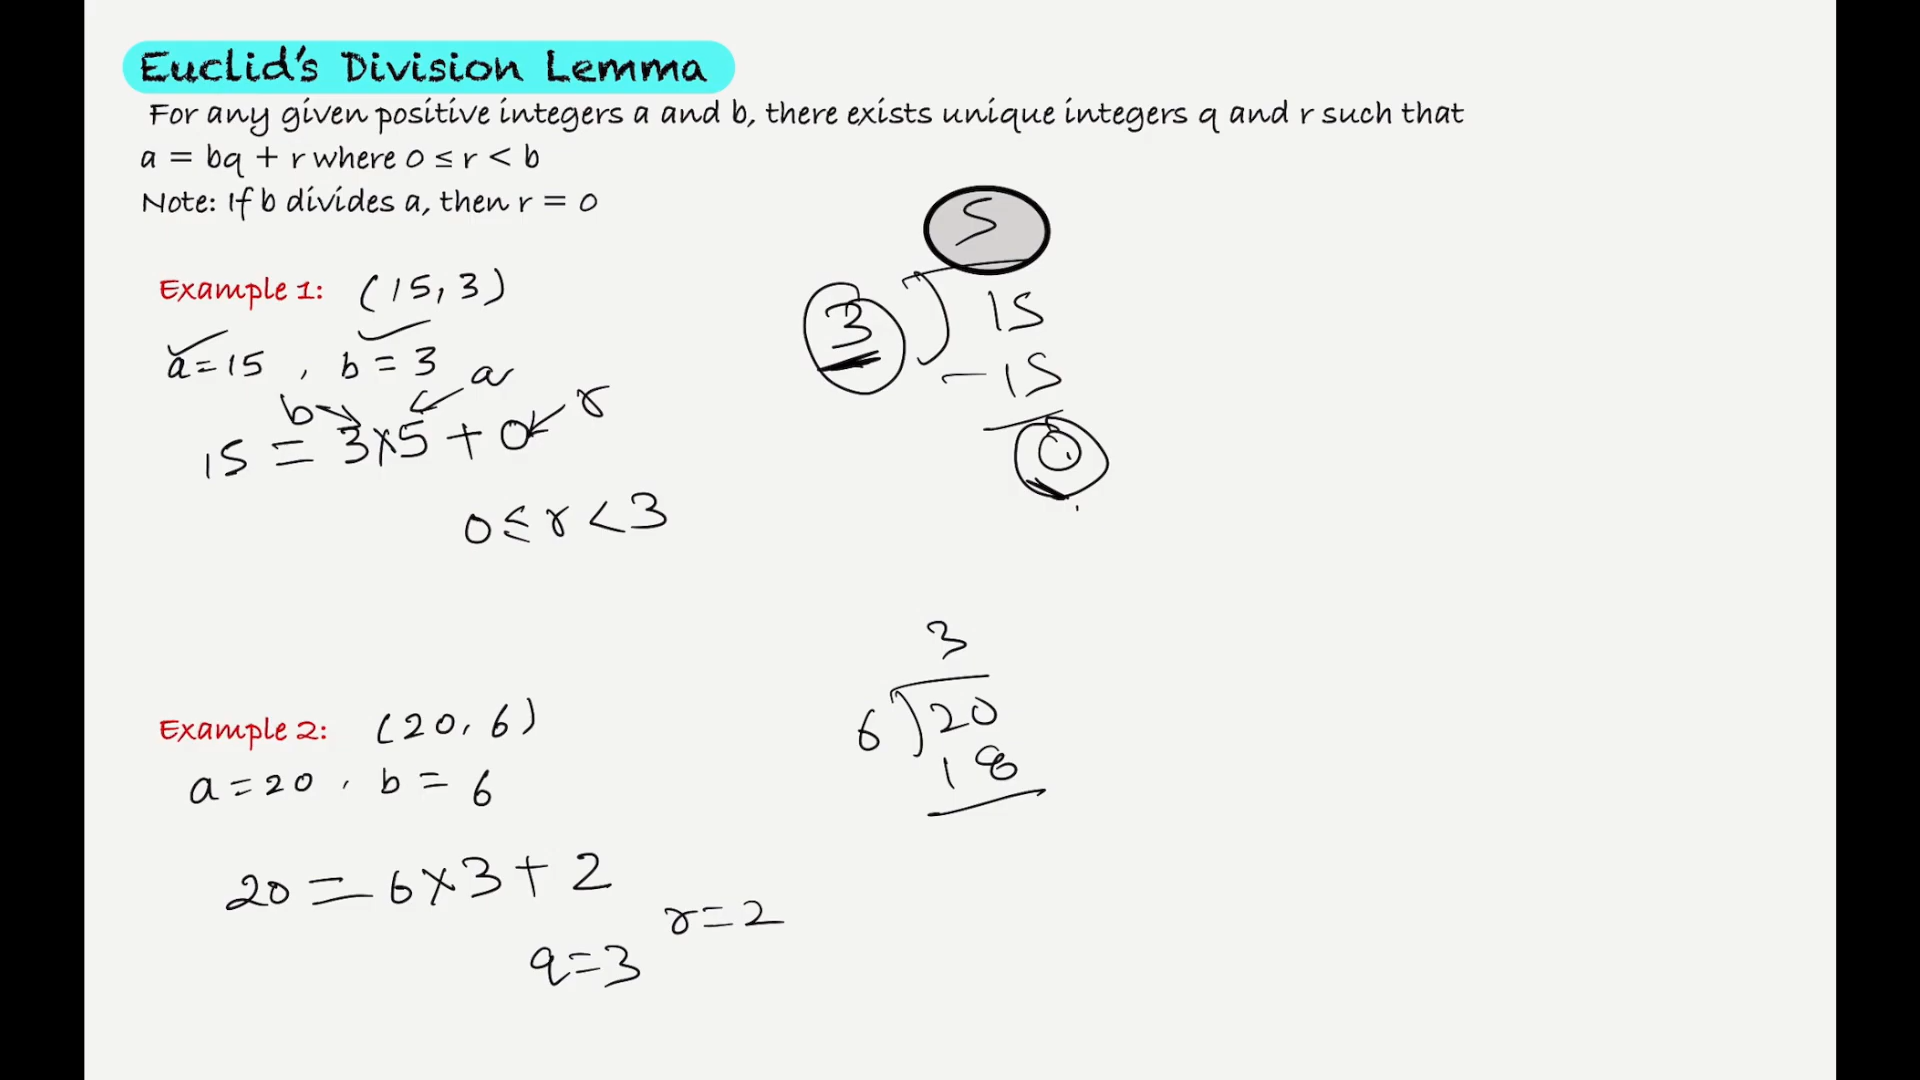 Euclid's Division Lemma
For any given positive integers a and b, there exists unique integers q and r such that
a = bq + r where 0 ≤ r < b
Note: If b divides a, then r = 0
Example 1: (15, 3)
a = 15 , b = 3
b a r
15 = 3 x 5 + 0
0 ≤ r < 3
5
3 ) 15
- 15
0
Example 2: (20, 6)
a = 20 , b = 6
20 = 6 x 3 + 2
r = 2
q = 3
3
6 ) 20
18